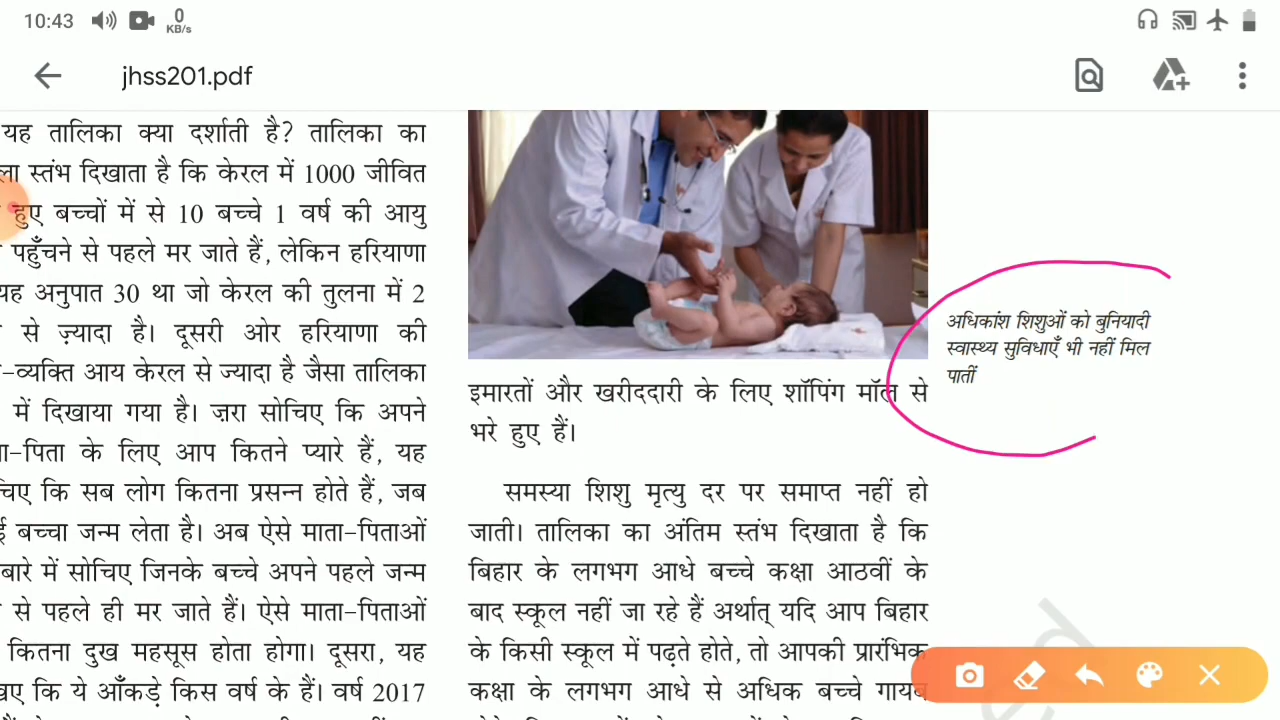 10:43
0
KB/s
jhss201.pdf
यह तालिका क्या दर्शाती है? तालिका का
स्तंभ दिखाता है कि केरल में 1000 जीवित
हुए बच्चों में से 10 बच्चे 1 वर्ष की आयु
पहुँचने से पहले मर जाते हैं, लेकिन हरियाणा
यह अनुपात 30 था जो केरल की तुलना में 2
से ज़्यादा है। दूसरी ओर हरियाणा की
-व्यक्ति आय केरल से ज्यादा है जैसा तालिका
में दिखाया गया है। ज़रा सोचिए कि अपने
-पिता के लिए आप कितने प्यारे हैं, यह
कि सब लोग कितना प्रसन्न होते हैं, जब
बच्चा जन्म लेता है। अब ऐसे माता-पिताओं
बारे में सोचिए जिनके बच्चे अपने पहले जन्म
से पहले ही मर जाते हैं। ऐसे माता-पिताओं
कितना दुख महसूस होता होगा। दूसरा, यह
कि ये आँकड़े किस वर्ष के हैं। वर्ष 2017
अधिकांश शिशुओं को बुनियादी
स्वास्थ्य सुविधाएँ भी नहीं मिल
पातीं
इमारतों और खरीददारी के लिए शॉपिंग मॉल से
भरे हुए हैं।
समस्या शिशु मृत्यु दर पर समाप्त नहीं हो
जाती। तालिका का अंतिम स्तंभ दिखाता है कि
बिहार के लगभग आधे बच्चे कक्षा आठवीं के
बाद स्कूल नहीं जा रहे हैं अर्थात् यदि आप बिहार
के किसी स्कूल में पढ़ते होते, तो आपकी प्रारंभिक
कक्षा के लगभग आधे से अधिक बच्चे गायब